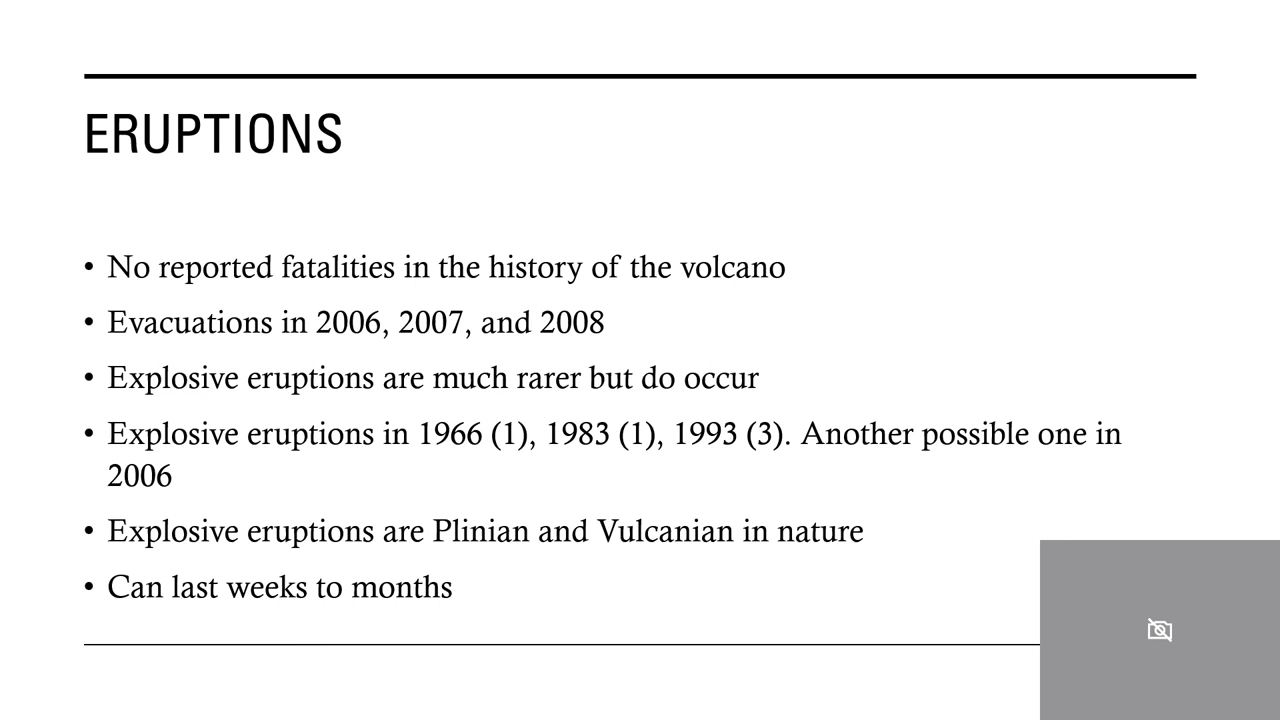 ERUPTIONS
• No reported fatalities in the history of the volcano
• Evacuations in 2006, 2007, and 2008
• Explosive eruptions are much rarer but do occur
• Explosive eruptions in 1966 (1), 1983 (1), 1993 (3). Another possible one in
2006
• Explosive eruptions are Plinian and Vulcanian in nature
• Can last weeks to months